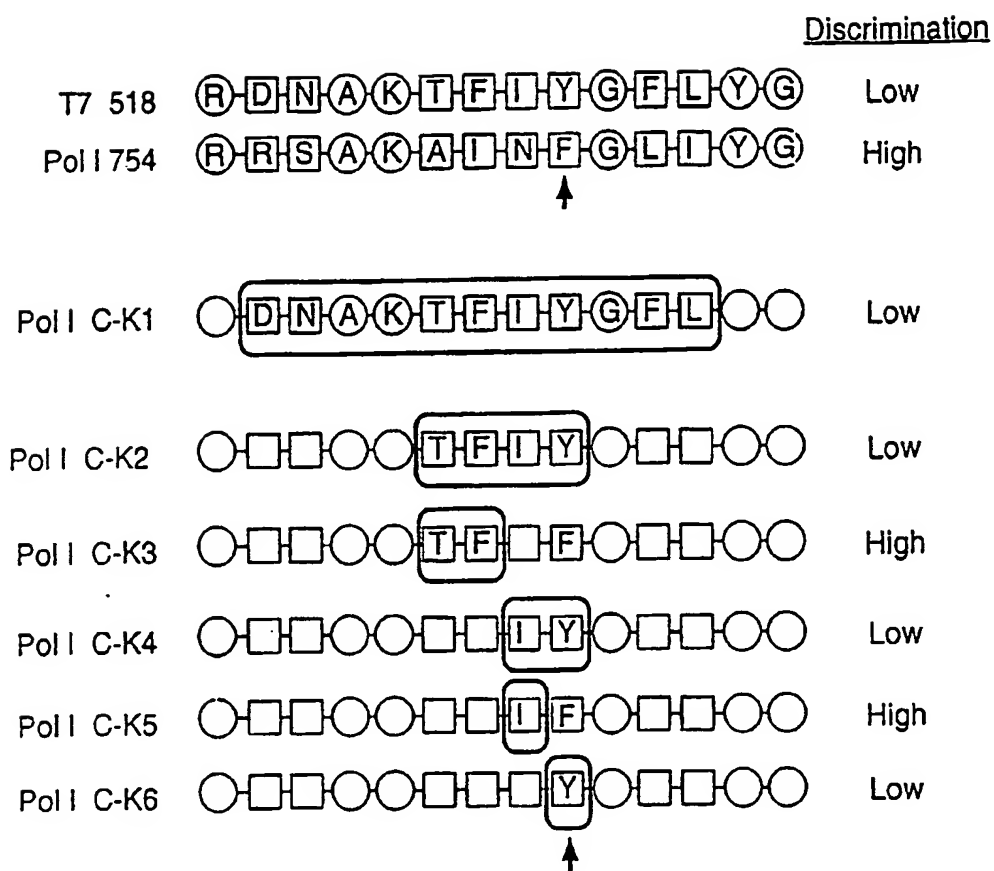 Discrimination
T7 518 R D N A K T F I Y G F L Y G Low
Pol I 754 R R S A K A I N F G L I Y G High
Pol I C-K1 D N A K T F I Y G F L Low
Pol I C-K2 T F I Y Low
Pol I C-K3 T F F High
Pol I C-K4 I Y Low
Pol I C-K5 I F High
Pol I C-K6 Y Low